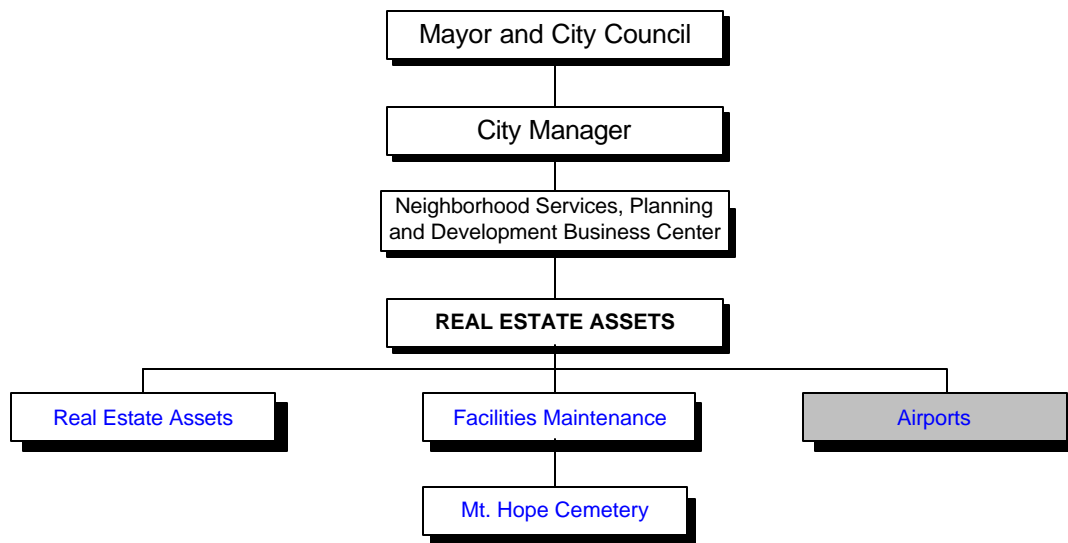 Mayor and City Council
City Manager
Neighborhood Services, Planning
and Development Business Center
REAL ESTATE ASSETS
Real Estate Assets
Facilities Maintenance
Airports
Mt. Hope Cemetery